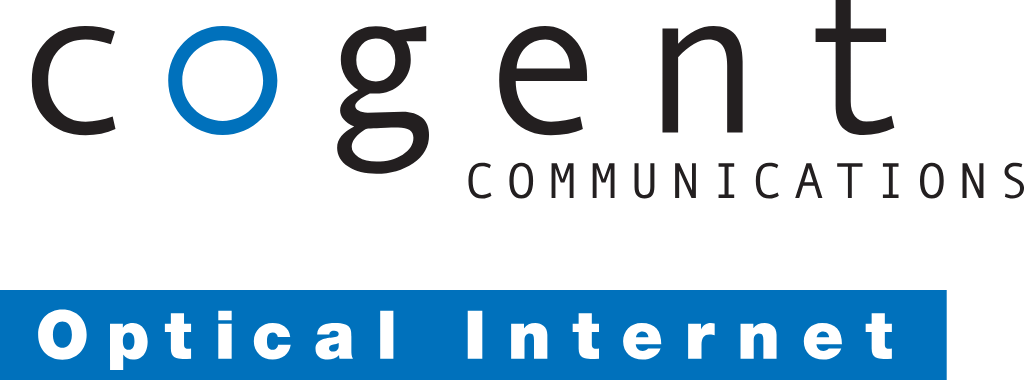 cogent
COMMUNICATIONS
Optical Internet